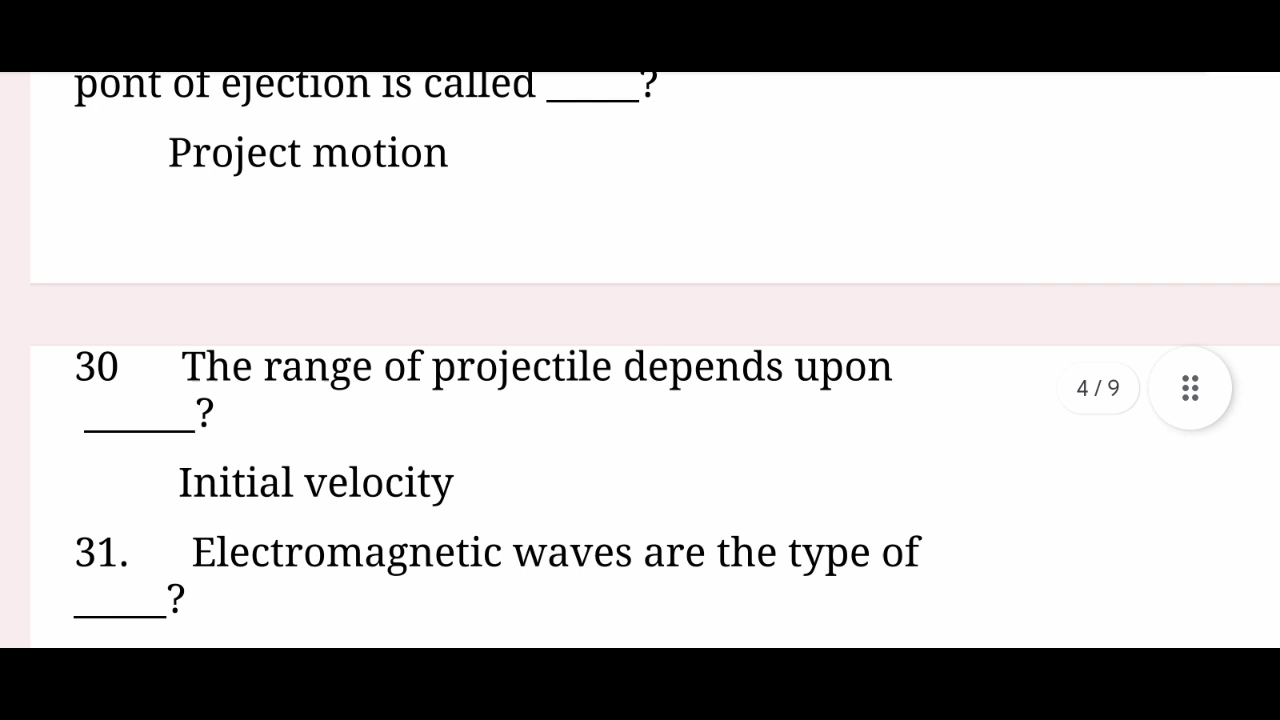 pont of ejection is called _____?
Project motion
30 The range of projectile depends upon
______?
4 / 9
Initial velocity
31. Electromagnetic waves are the type of
_____?